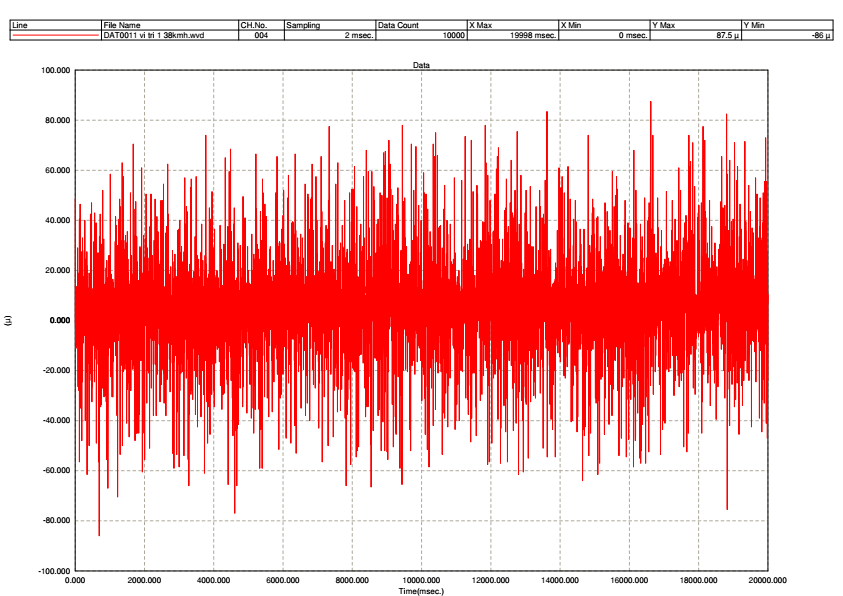 Line File Name CH.No. Sampling Data Count X Max X Min Y Max Y Min
DAT0011 vi tri 1 38kmh.wvd 004 2 msec. 10000 19998 msec. 0 msec. 87.5 µ -86 µ
Data
100.000
80.000
60.000
40.000
20.000
0.000
-20.000
-40.000
-60.000
-80.000
-100.000
(µ)
0.000 2000.000 4000.000 6000.000 8000.000 10000.000 12000.000 14000.000 16000.000 18000.000 20000.000
Time(msec.)